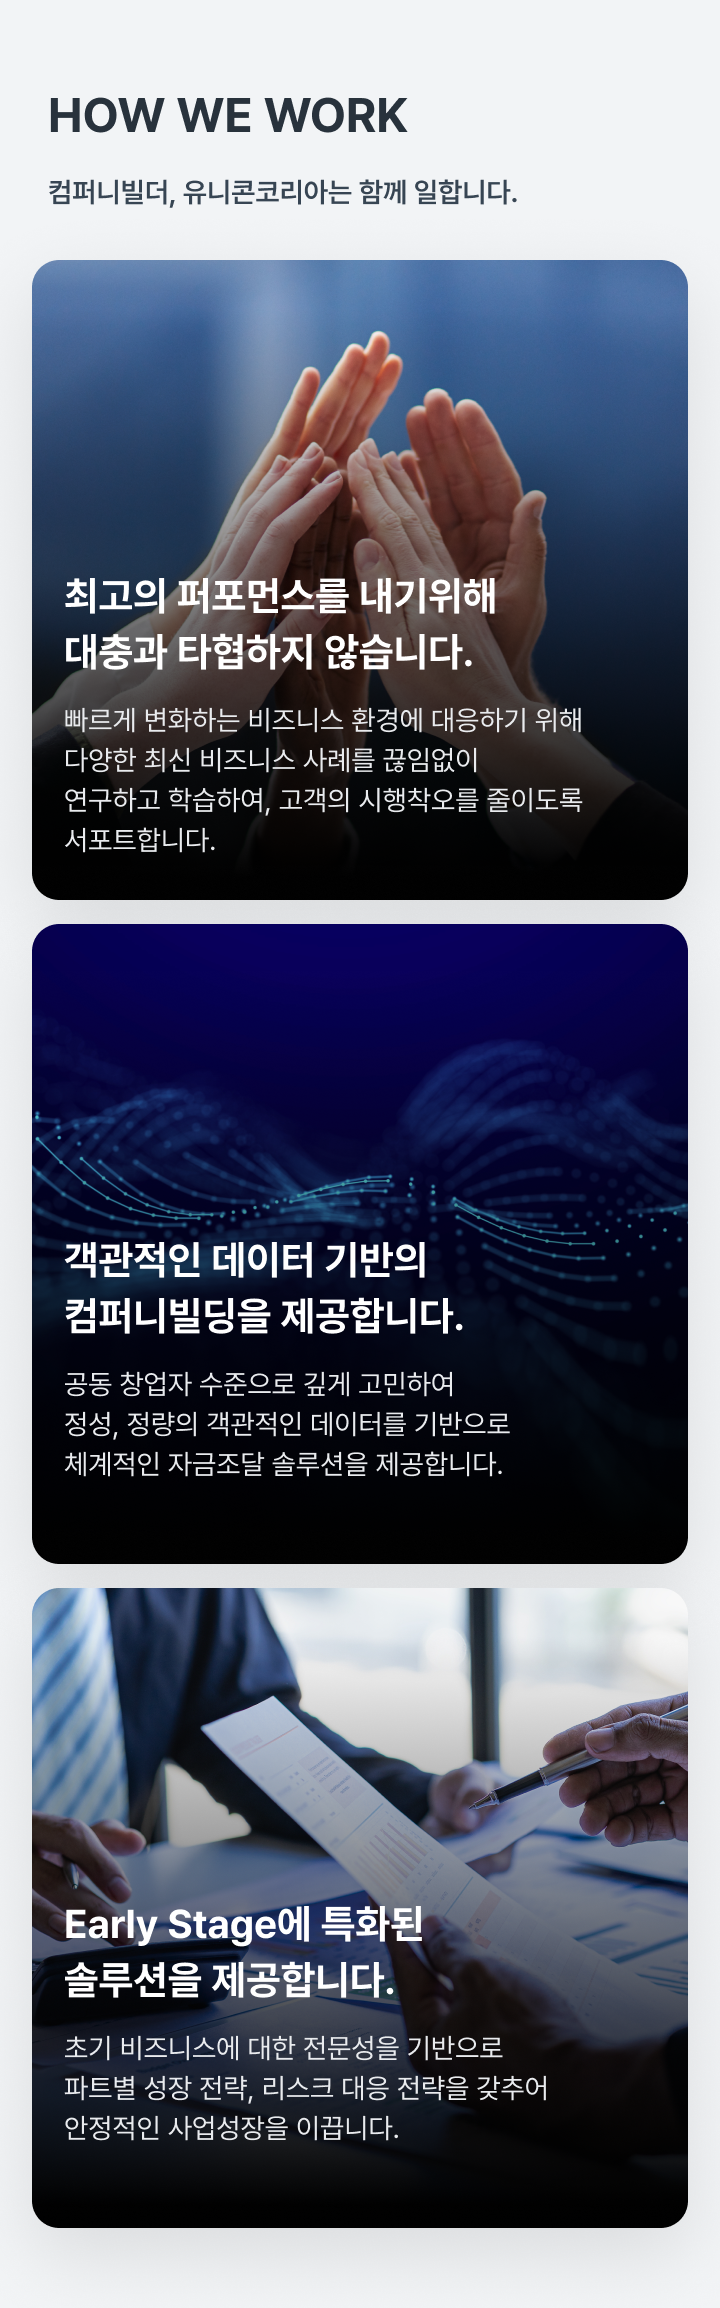 HOW WE WORK
컴퍼니빌더, 유니콘코리아는 함께 일합니다.
최고의 퍼포먼스를 내기위해
대충과 타협하지 않습니다.
빠르게 변화하는 비즈니스 환경에 대응하기 위해
다양한 최신 비즈니스 사례를 끊임없이
연구하고 학습하여, 고객의 시행착오를 줄이도록
서포트합니다.
객관적인 데이터 기반의
컴퍼니빌딩을 제공합니다.
공동 창업자 수준으로 깊게 고민하여
정성, 정량의 객관적인 데이터를 기반으로
체계적인 자금조달 솔루션을 제공합니다.
Early Stage에 특화된
솔루션을 제공합니다.
초기 비즈니스에 대한 전문성을 기반으로
파트별 성장 전략, 리스크 대응 전략을 갖추어
안정적인 사업성장을 이끕니다.